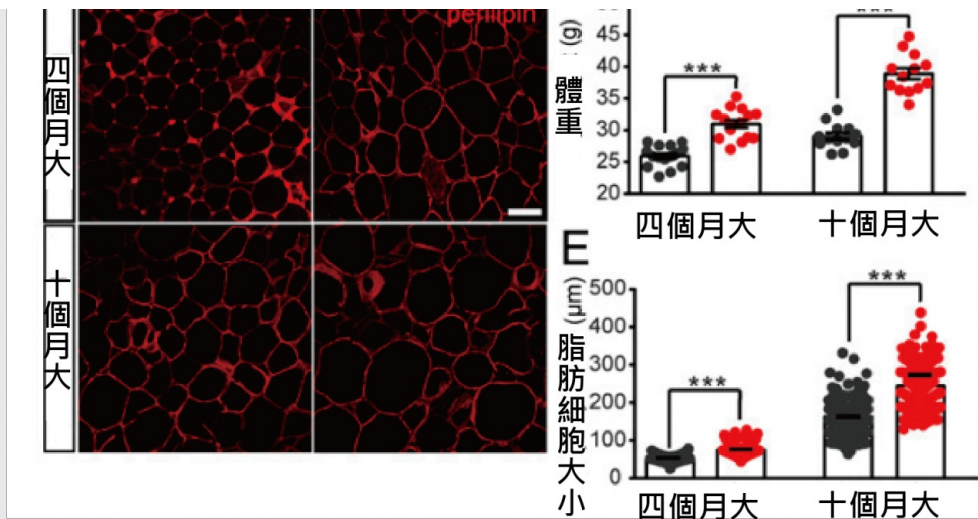 perilipin
四個月大
十個月大
體重
(g)
45
40
35
30
25
20
***
***
四個月大
十個月大
E
脂肪細胞大小
(μm)
500
400
300
200
100
0
***
***
四個月大
十個月大